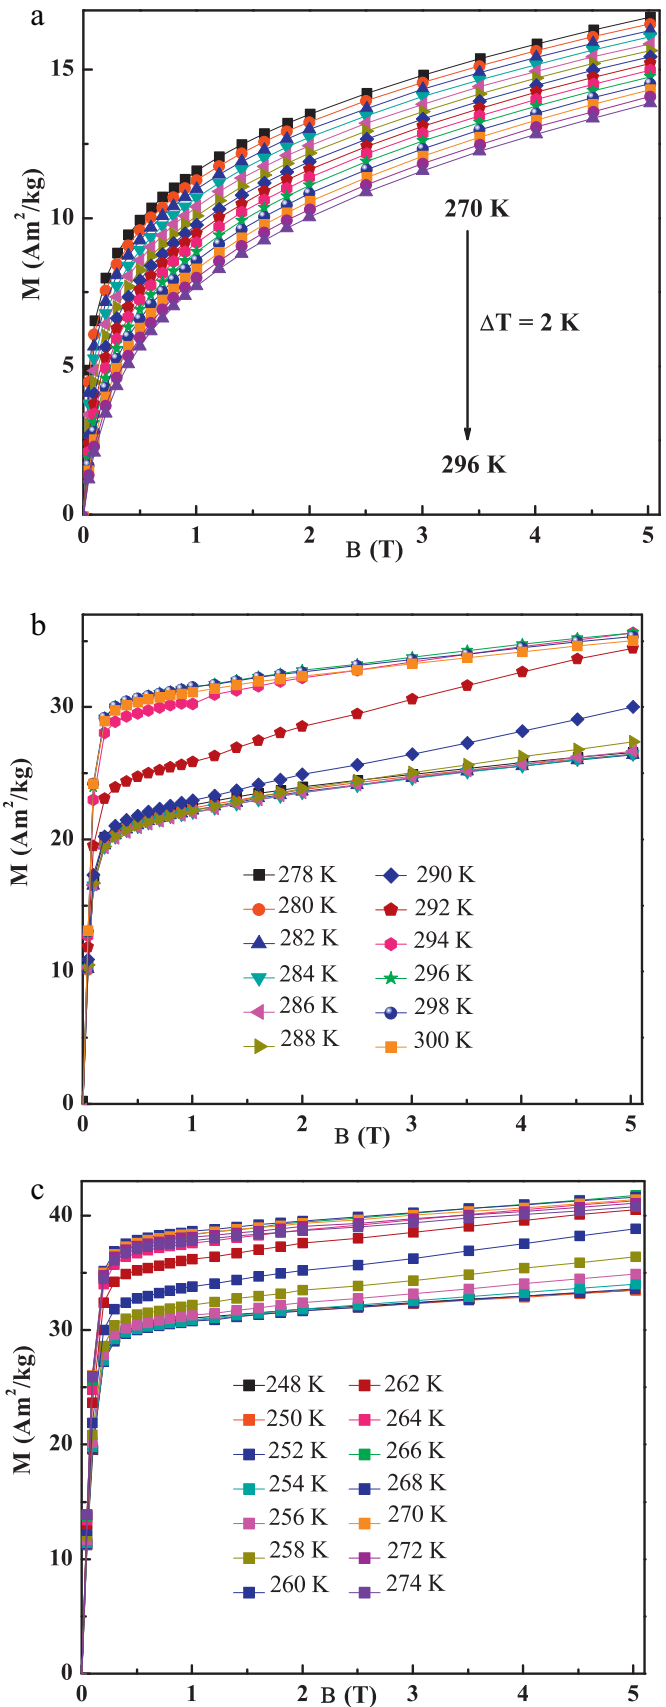 a
15
10
5
0
M (Am²/kg)
270 K
ΔT = 2 K
296 K
0 1 2 3 4 5
B (T)
b
30
20
10
0
M (Am²/kg)
278 K 290 K
280 K 292 K
282 K 294 K
284 K 296 K
286 K 298 K
288 K 300 K
0 1 2 3 4 5
B (T)
c
40
30
20
10
0
M (Am²/kg)
248 K 262 K
250 K 264 K
252 K 266 K
254 K 268 K
256 K 270 K
258 K 272 K
260 K 274 K
0 1 2 3 4 5
B (T)